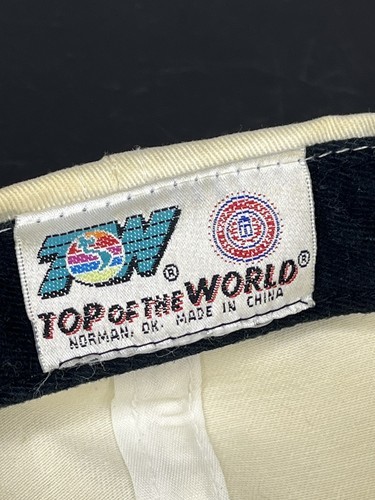 TOW®
TOP OF THE WORLD®
NORMAN, OK. MADE IN CHINA